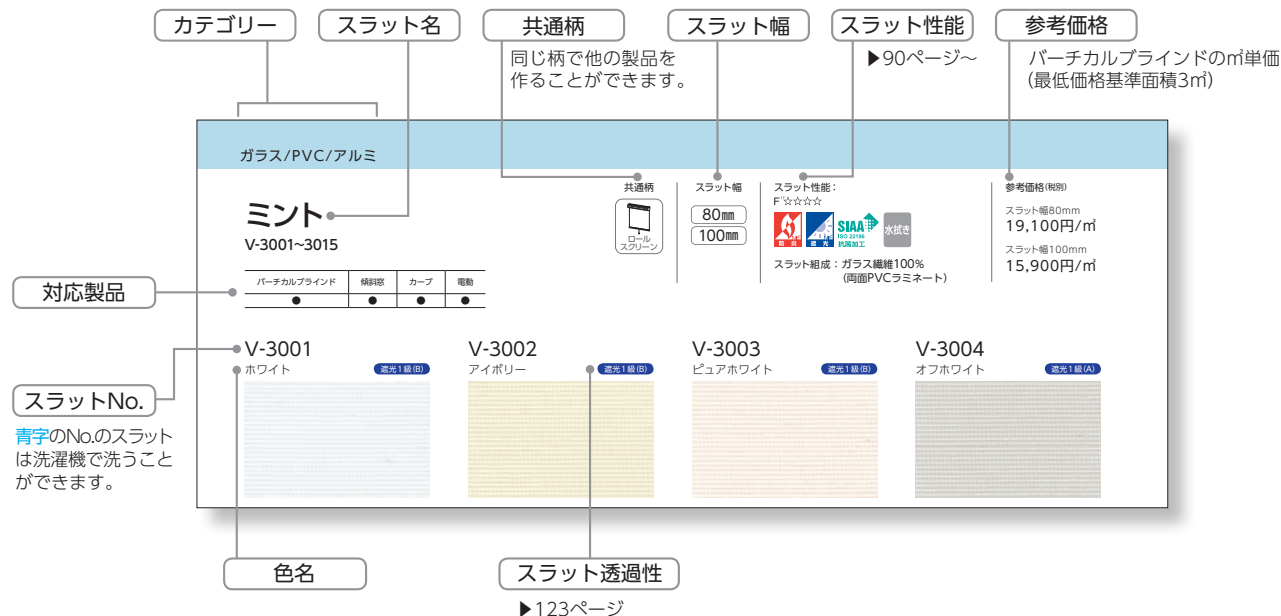 カテゴリー
スラット名
共通柄
同じ柄で他の製品を
作ることができます。
スラット幅
スラット性能
▶90ページ~
参考価格
バーチカルブラインドの㎡単価
(最低価格基準面積3㎡)
ガラス/PVC/アルミ
ミント
V-3001~3015
共通柄
ロール
スクリーン
スラット幅
80㎜
100㎜
スラット性能:
F☆☆☆☆
防炎
遮光
SIAA
ISO 22196
抗菌加工
水拭き
スラット組成:ガラス繊維100%
(両面PVCラミネート)
参考価格(税別)
スラット幅80mm
19,100円/㎡
スラット幅100mm
15,900円/㎡
対応製品
バーチカルブラインド 傾斜窓 カーブ 電動
● ● ● ●
V-3001
ホワイト
遮光1級(B)
V-3002
アイボリー
遮光1級(B)
V-3003
ピュアホワイト
遮光1級(B)
V-3004
オフホワイト
遮光1級(A)
スラットNo.
青字のNo.のスラット
は洗濯機で洗うこと
ができます。
色名
スラット透過性
▶123ページ